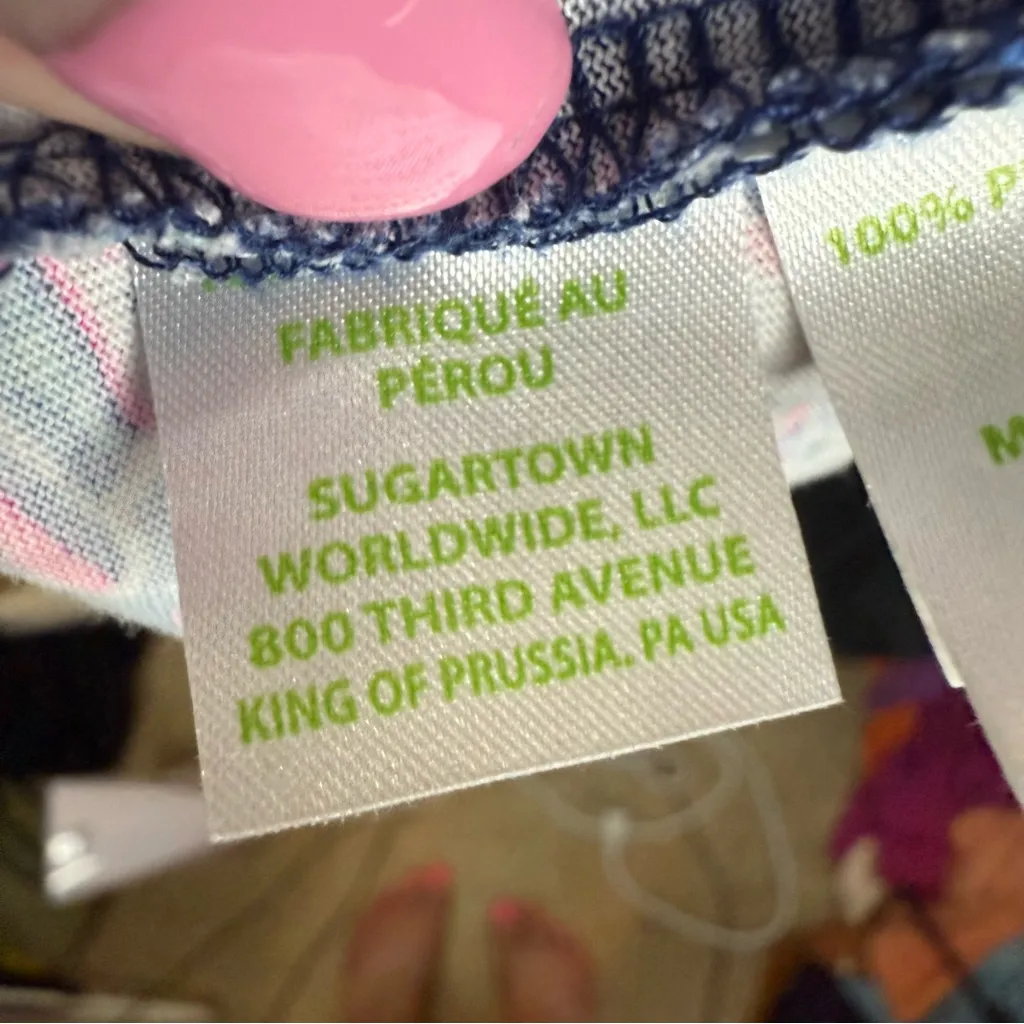 FABRIQUÉ AU
PÉROU
SUGARTOWN
WORLDWIDE, LLC
800 THIRD AVENUE
KING OF PRUSSIA, PA USA
100% P
M